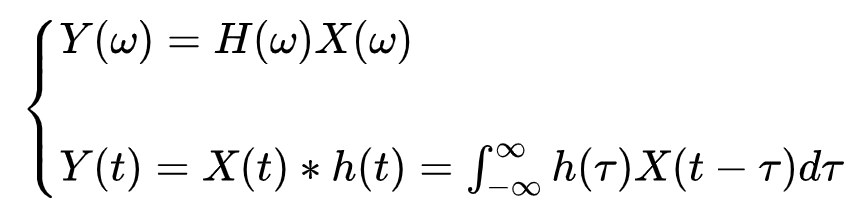 Y(ω) = H(ω)X(ω)
Y(t) = X(t) ∗ h(t) = ∫_{−∞}^{∞} h(τ)X(t − τ)dτ